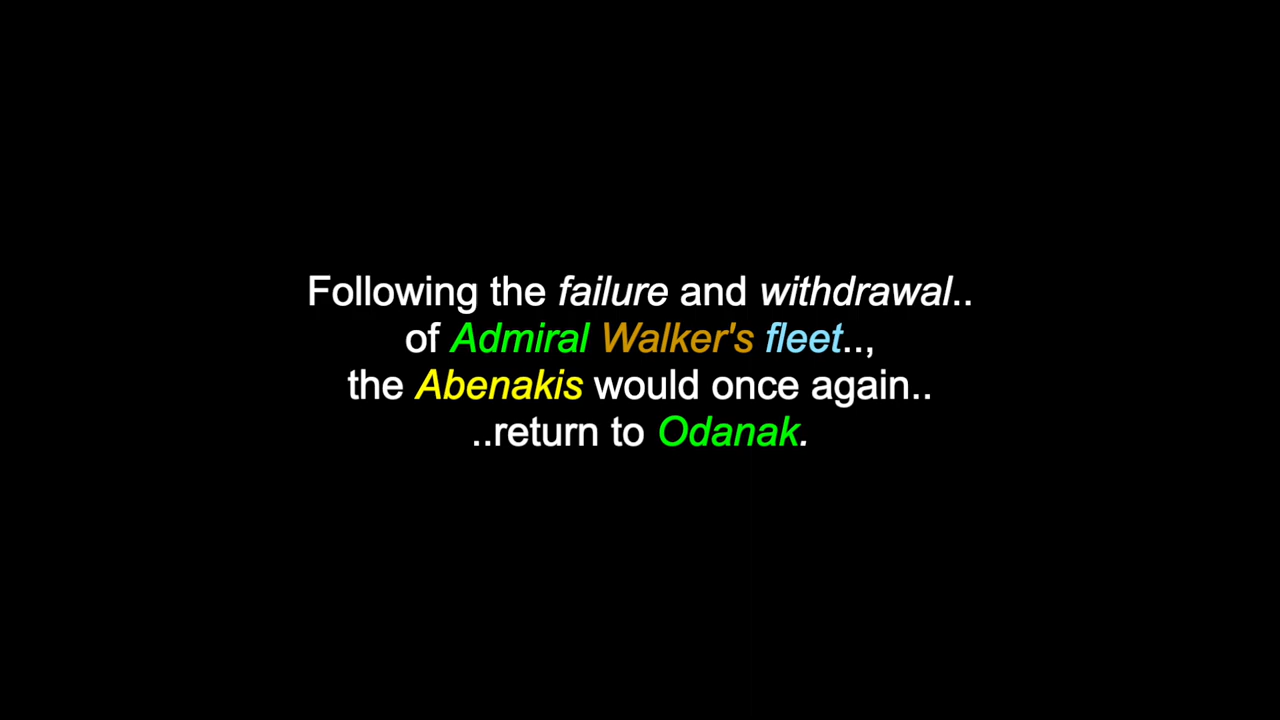 Following the failure and withdrawal..
of Admiral Walker's fleet..,
the Abenakis would once again..
..return to Odanak.